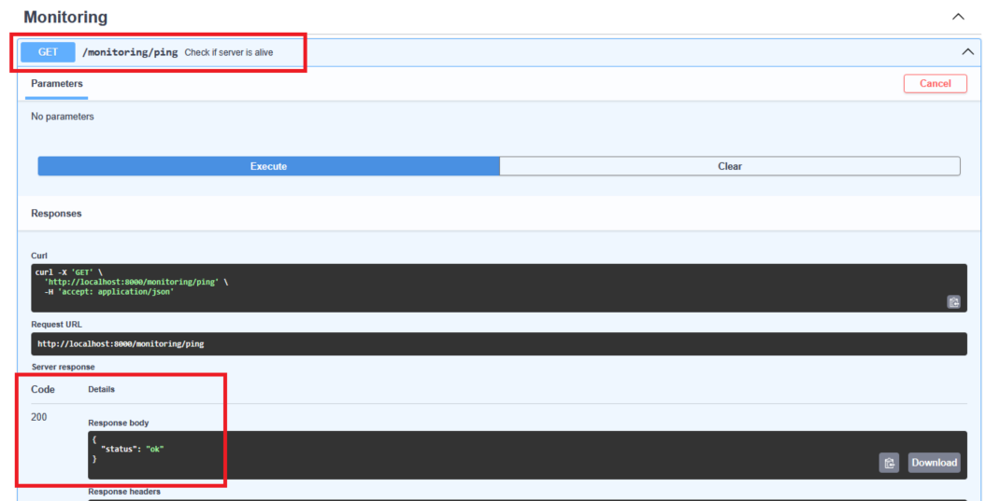 Monitoring
GET /monitoring/ping Check if server is alive
Parameters Cancel
No parameters
Execute Clear
Responses
Curl
curl -X 'GET' \
'http://localhost:8000/monitoring/ping' \
-H 'accept: application/json'
Request URL
http://localhost:8000/monitoring/ping
Server response
Code Details
200
Response body
{
"status": "ok"
}
Download
Response headers